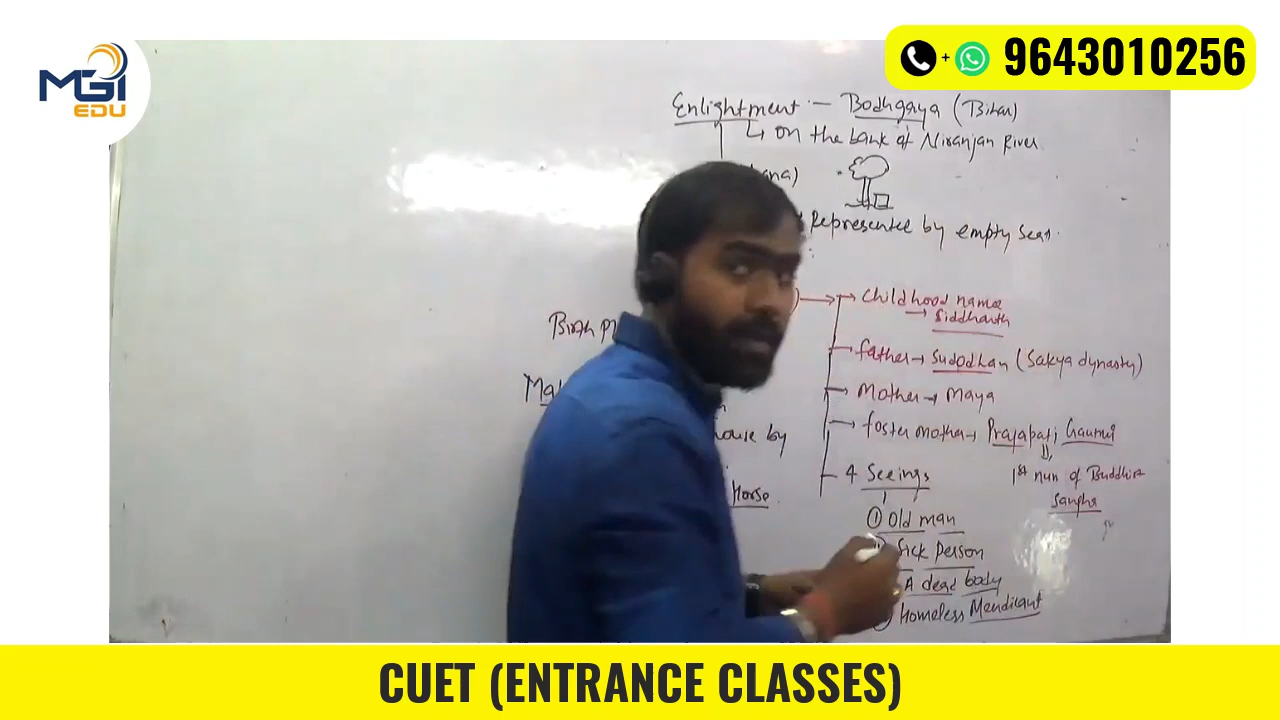 MGI
EDU
+ 9643010256
Enlightment :- Bodhgaya (Bihar)
↳ on the bank of Niranjan River
Represented by empty seat.
→ Childhood name
→ Siddharth
Birth Pl
→ father → Sudodhan (Sakya dynasty)
→ Mother → Maya
→ foster mother → Prajapati Gautmi
house by
4 Seeings
1st nun of Buddhist
Sangha
Horse
① Old man
Sick Person
A dead body
Homeless Mendicant
CUET (ENTRANCE CLASSES)